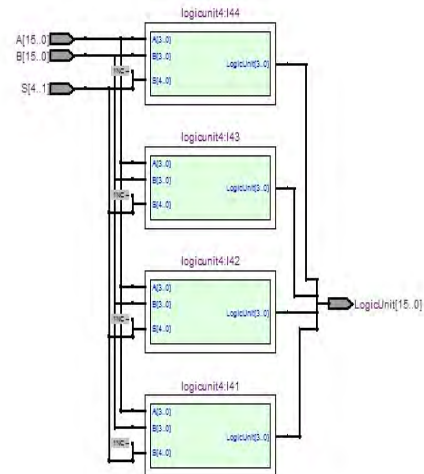 logicunit4:I44
A[15..0]
B[15..0]
S[4..1]
A[3..0]
B[3..0]
S[4..0]
LogicUnit[3..0]
logicunit4:I43
A[3..0]
B[3..0]
S[4..0]
LogicUnit[3..0]
logicunit4:I42
A[3..0]
B[3..0]
S[4..0]
LogicUnit[3..0]
LogicUnit[15..0]
logicunit4:I41
A[3..0]
B[3..0]
S[4..0]
LogicUnit[3..0]